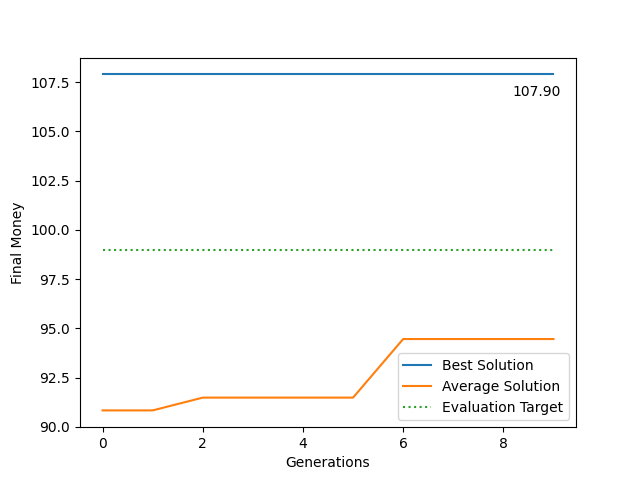 107.5
105.0
102.5
100.0
97.5
95.0
92.5
90.0
Final Money
107.90
Best Solution
Average Solution
Evaluation Target
0 2 4 6 8
Generations